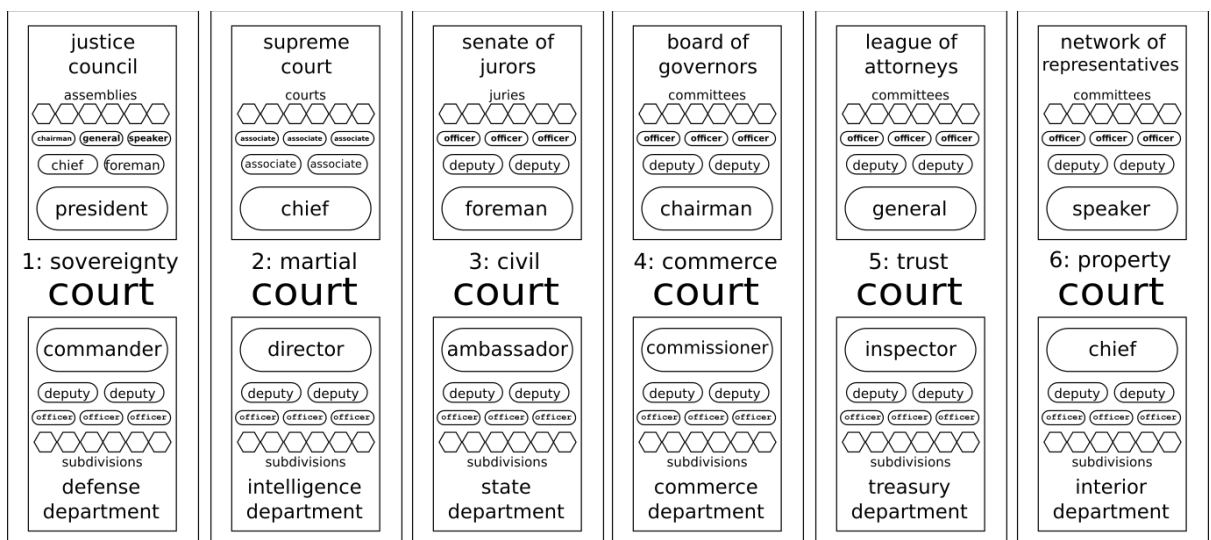 justice
council
assemblies
chairman general speaker
chief foreman
president
1: sovereignty
court
commander
deputy deputy
officer officer officer
subdivisions
defense
department
supreme
court
courts
associate associate associate
associate associate
chief
2: martial
court
director
deputy deputy
officer officer officer
subdivisions
intelligence
department
senate of
jurors
juries
officer officer officer
deputy deputy
foreman
3: civil
court
ambassador
deputy deputy
officer officer officer
subdivisions
state
department
board of
governors
committees
officer officer officer
deputy deputy
chairman
4: commerce
court
commissioner
deputy deputy
officer officer officer
subdivisions
commerce
department
league of
attorneys
committees
officer officer officer
deputy deputy
general
5: trust
court
inspector
deputy deputy
officer officer officer
subdivisions
treasury
department
network of
representatives
committees
officer officer officer
deputy deputy
speaker
6: property
court
chief
deputy deputy
officer officer officer
subdivisions
interior
department